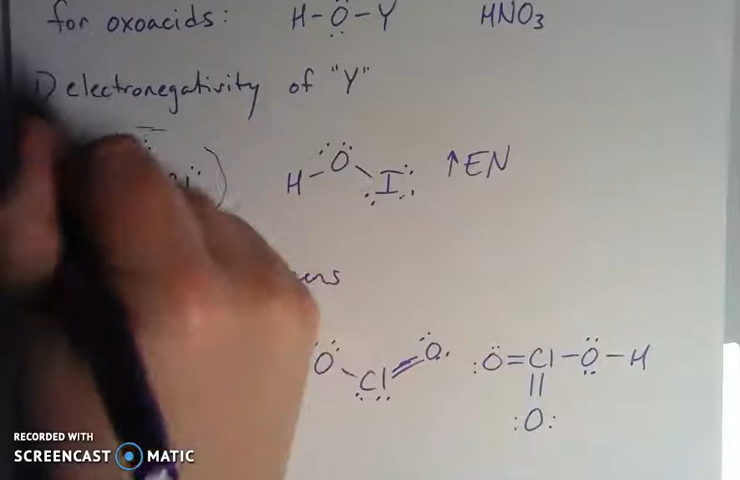 for oxoacids: H-O-Y HNO3
1) electronegativity of "Y"
H-O-I ↑EN
O-Cl=O :O=Cl-O-H
:O:
RECORDED WITH
SCREENCAST MATIC